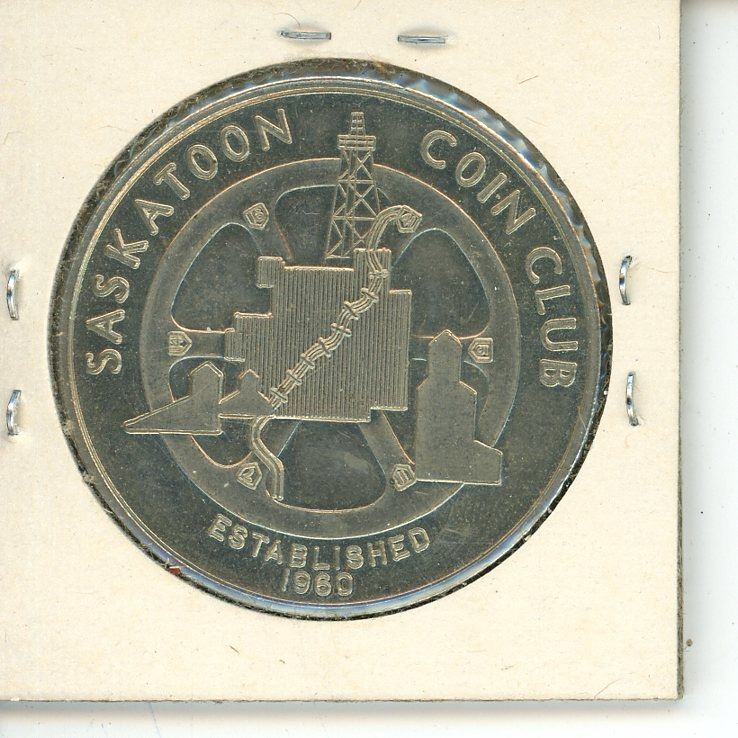 SASKATOON COIN CLUB
ESTABLISHED
1960